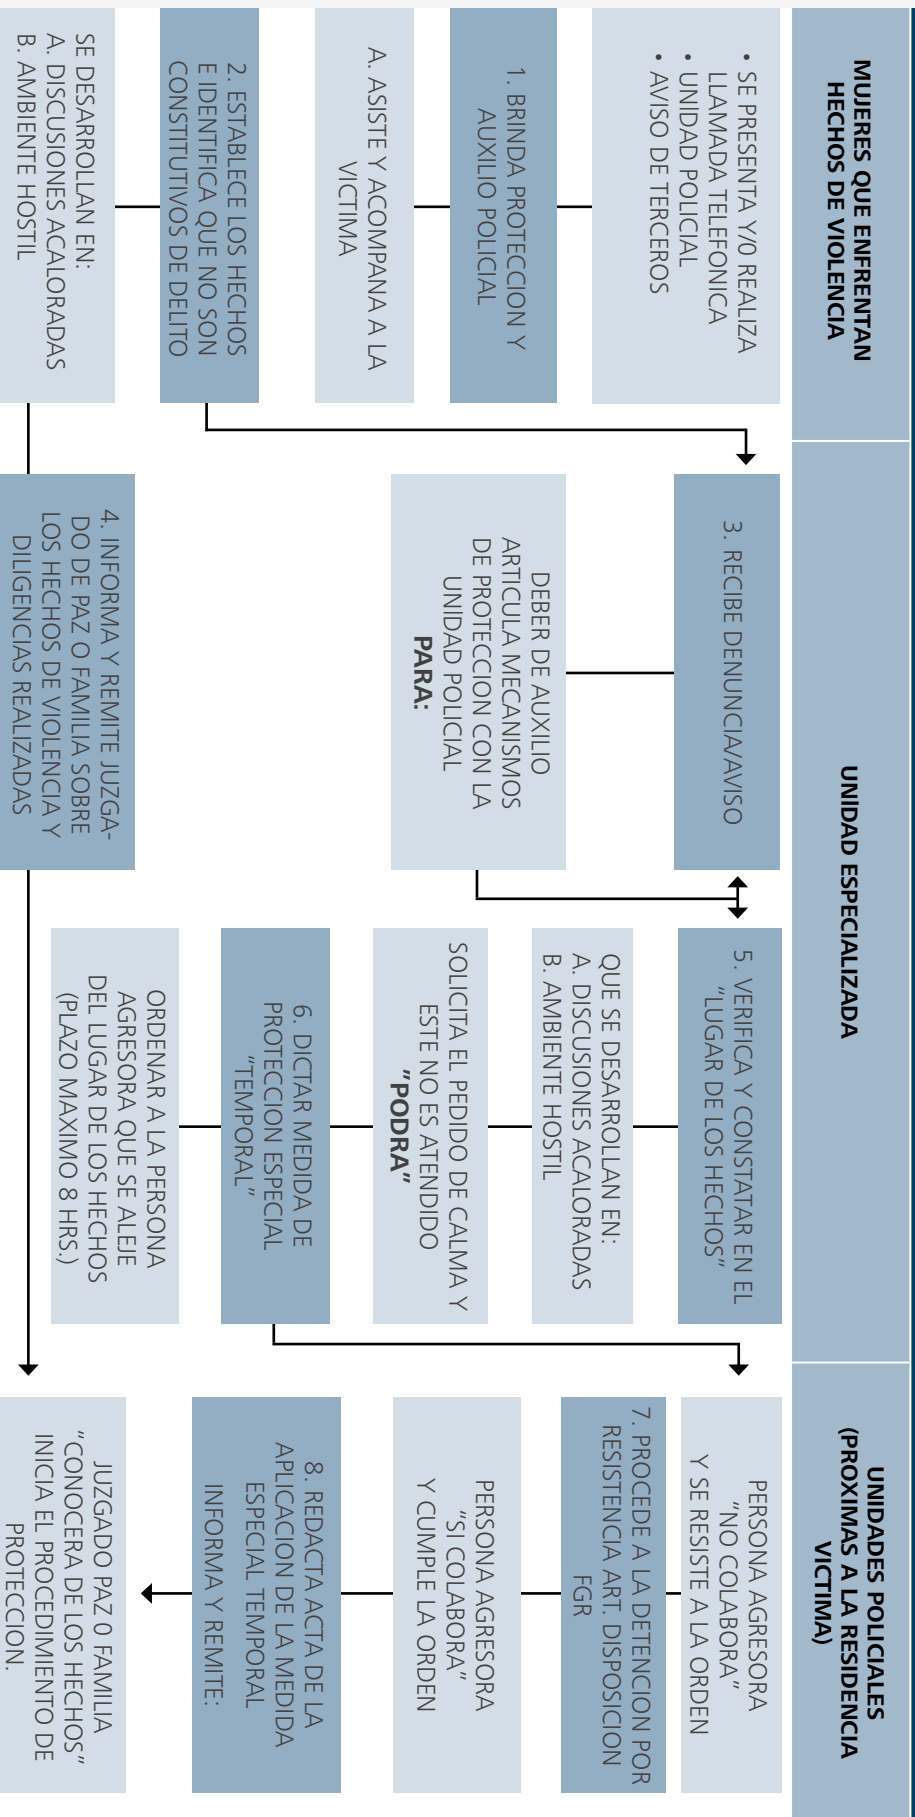 MUJERES QUE ENFRENTAN
HECHOS DE VIOLENCIA
• SE PRESENTA Y/0 REALIZA
LLAMADA TELEFONICA
• UNIDAD POLICIAL
• AVISO DE TERCEROS
1. BRINDA PROTECCION Y
AUXILIO POLICIAL
A. ASISTE Y ACOMPANA A LA
VICTIMA
2. ESTABLECE LOS HECHOS
E IDENTIFICA QUE NO SON
CONSTITUTIVOS DE DELITO
SE DESARROLLAN EN:
A. DISCUSIONES ACALORADAS
B. AMBIENTE HOSTIL
UNIDAD ESPECIALIZADA
3. RECIBE DENUNCIA/AVISO
DEBER DE AUXILIO
ARTICULA MECANISMOS
DE PROTECCION CON LA
UNIDAD POLICIAL
PARA:
4. INFORMA Y REMITE JUZGA-
DO DE PAZ O FAMILIA SOBRE
LOS HECHOS DE VIOLENCIA Y
DILIGENCIAS REALIZADAS
5. VERIFICA Y CONSTATAR EN EL
"LUGAR DE LOS HECHOS"
QUE SE DESARROLLAN EN:
A. DISCUSIONES ACALORADAS
B. AMBIENTE HOSTIL
SOLICITA EL PEDIDO DE CALMA Y
ESTE NO ES ATENDIDO
"PODRA"
6. DICTAR MEDIDA DE
PROTECCION ESPECIAL
"TEMPORAL"
ORDENAR A LA PERSONA
AGRESORA QUE SE ALEJE
DEL LUGAR DE LOS HECHOS
(PLAZO MAXIMO 8 HRS.)
UNIDADES POLICIALES
(PROXIMAS A LA RESIDENCIA
VICTIMA)
PERSONA AGRESORA
"NO COLABORA"
Y SE RESISTE A LA ORDEN
7. PROCEDE A LA DETENCION POR
RESISTENCIA ART. DISPOSICION
FGR
PERSONA AGRESORA
"SI COLABORA"
Y CUMPLE LA ORDEN
8. REDACTA ACTA DE LA
APLICACION DE LA MEDIDA
ESPECIAL TEMPORAL
INFORMA Y REMITE:
JUZGADO PAZ 0 FAMILIA
"CONOCERA DE LOS HECHOS"
INICIA EL PROCEDIMIENTO DE
PROTECCION.